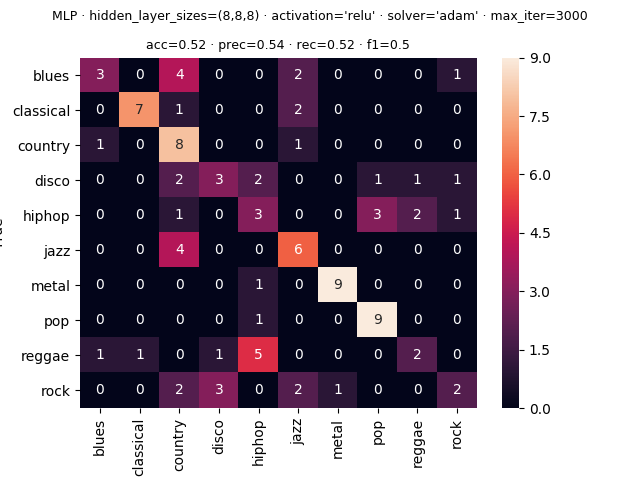 MLP · hidden_layer_sizes=(8,8,8) · activation='relu' · solver='adam' · max_iter=3000
acc=0.52 · prec=0.54 · rec=0.52 · f1=0.5
blues 3 0 4 0 0 2 0 0 0 1
classical 0 7 1 0 0 2 0 0 0 0
country 1 0 8 0 0 1 0 0 0 0
disco 0 0 2 3 2 0 0 1 1 1
hiphop 0 0 1 0 3 0 0 3 2 1
jazz 0 0 4 0 0 6 0 0 0 0
metal 0 0 0 0 1 0 9 0 0 0
pop 0 0 0 0 1 0 0 9 0 0
reggae 1 1 0 1 5 0 0 0 2 0
rock 0 0 2 3 0 2 1 0 0 2
blues classical country disco hiphop jazz metal pop reggae rock
9.0
7.5
6.0
4.5
3.0
1.5
0.0